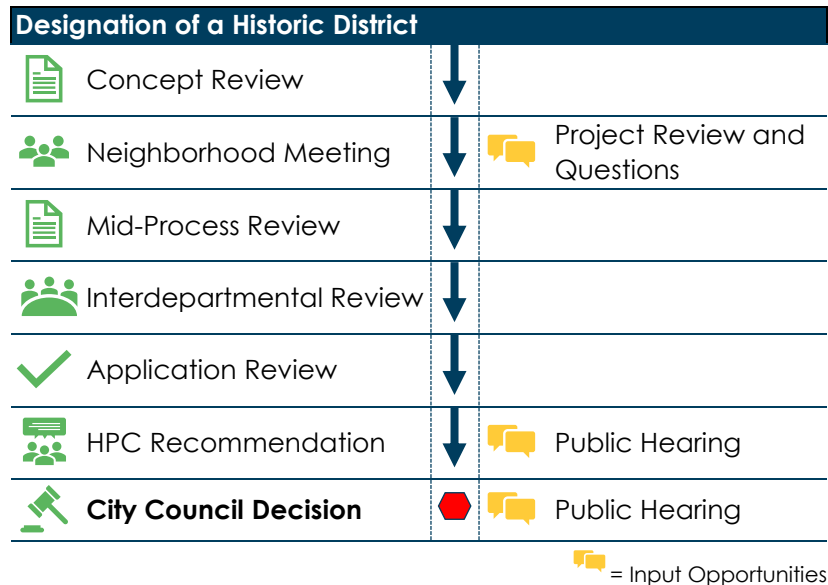 Designation of a Historic District
Concept Review
Neighborhood Meeting
Project Review and
Questions
Mid-Process Review
Interdepartmental Review
Application Review
HPC Recommendation
Public Hearing
City Council Decision
Public Hearing
= Input Opportunities